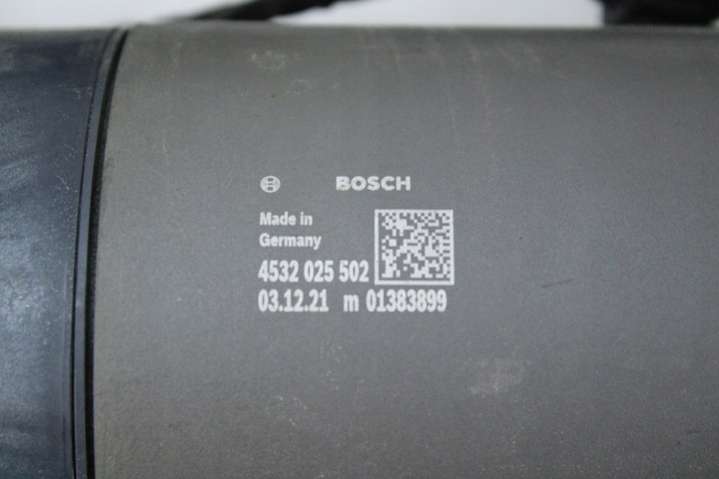 BOSCH
Made in
Germany
4532 025 502
03.12.21 m 01383899